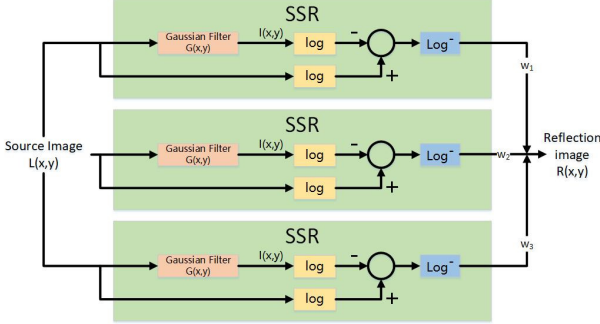 SSR
Gaussian Filter
G(x,y)
I(x,y)
log
−
Log⁻
log
+
w₁
SSR
Source Image
L(x,y)
Gaussian Filter
G(x,y)
I(x,y)
log
−
Log⁻
w₂
log
+
Reflection
image
R(x,y)
SSR
Gaussian Filter
G(x,y)
I(x,y)
log
−
Log⁻
log
+
w₃